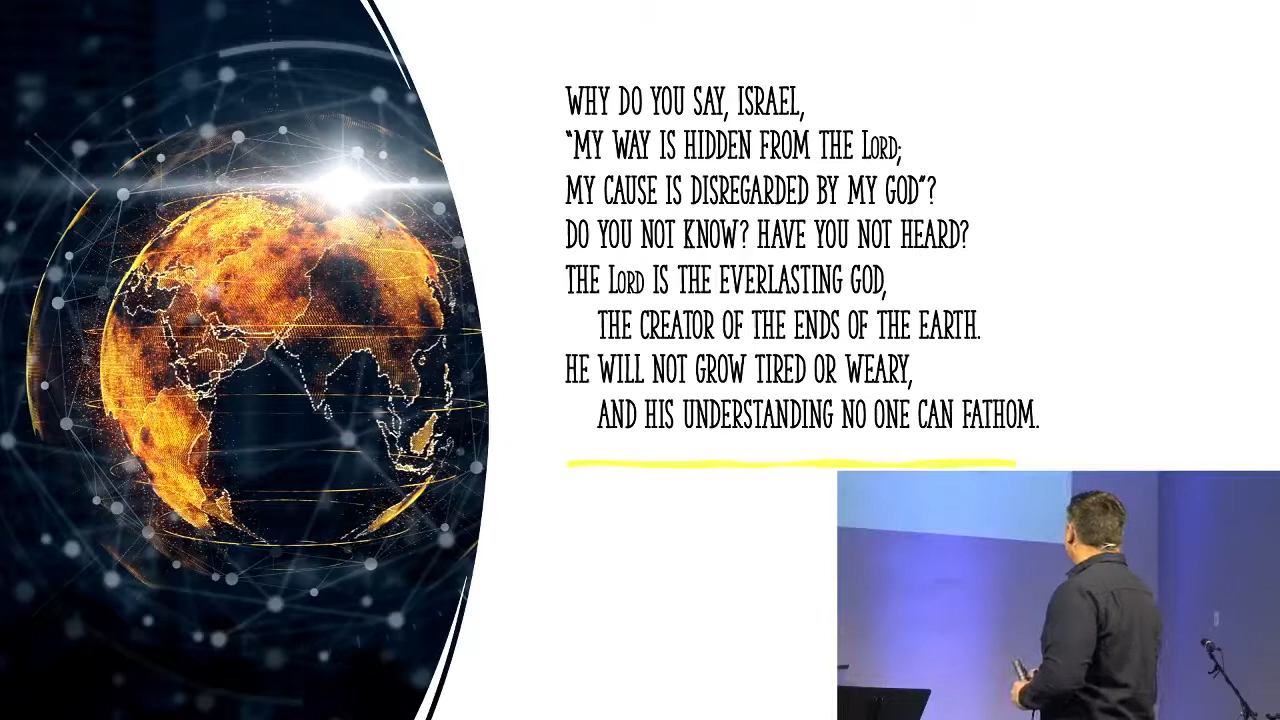 WHY DO YOU SAY, ISRAEL,
“MY WAY IS HIDDEN FROM THE LORD;
MY CAUSE IS DISREGARDED BY MY GOD”?
DO YOU NOT KNOW? HAVE YOU NOT HEARD?
THE LORD IS THE EVERLASTING GOD,
THE CREATOR OF THE ENDS OF THE EARTH.
HE WILL NOT GROW TIRED OR WEARY,
AND HIS UNDERSTANDING NO ONE CAN FATHOM.